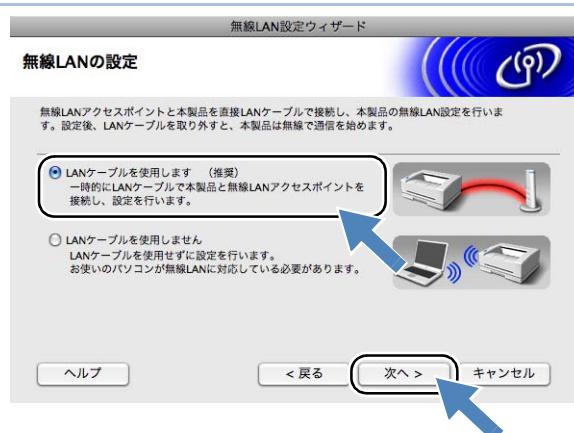 無線LAN設定ウィザード
無線LANの設定
無線LANアクセスポイントと本製品を直接LANケーブルで接続し、本製品の無線LAN設定を行いま
す。設定後、LANケーブルを取り外すと、本製品は無線で通信を始めます。
LANケーブルを使用します （推奨）
一時的にLANケーブルで本製品と無線LANアクセスポイントを
接続し、設定を行います。
LANケーブルを使用しません
LANケーブルを使用せずに設定を行います。
お使いのパソコンが無線LANに対応している必要があります。
ヘルプ
< 戻る
次へ >
キャンセル